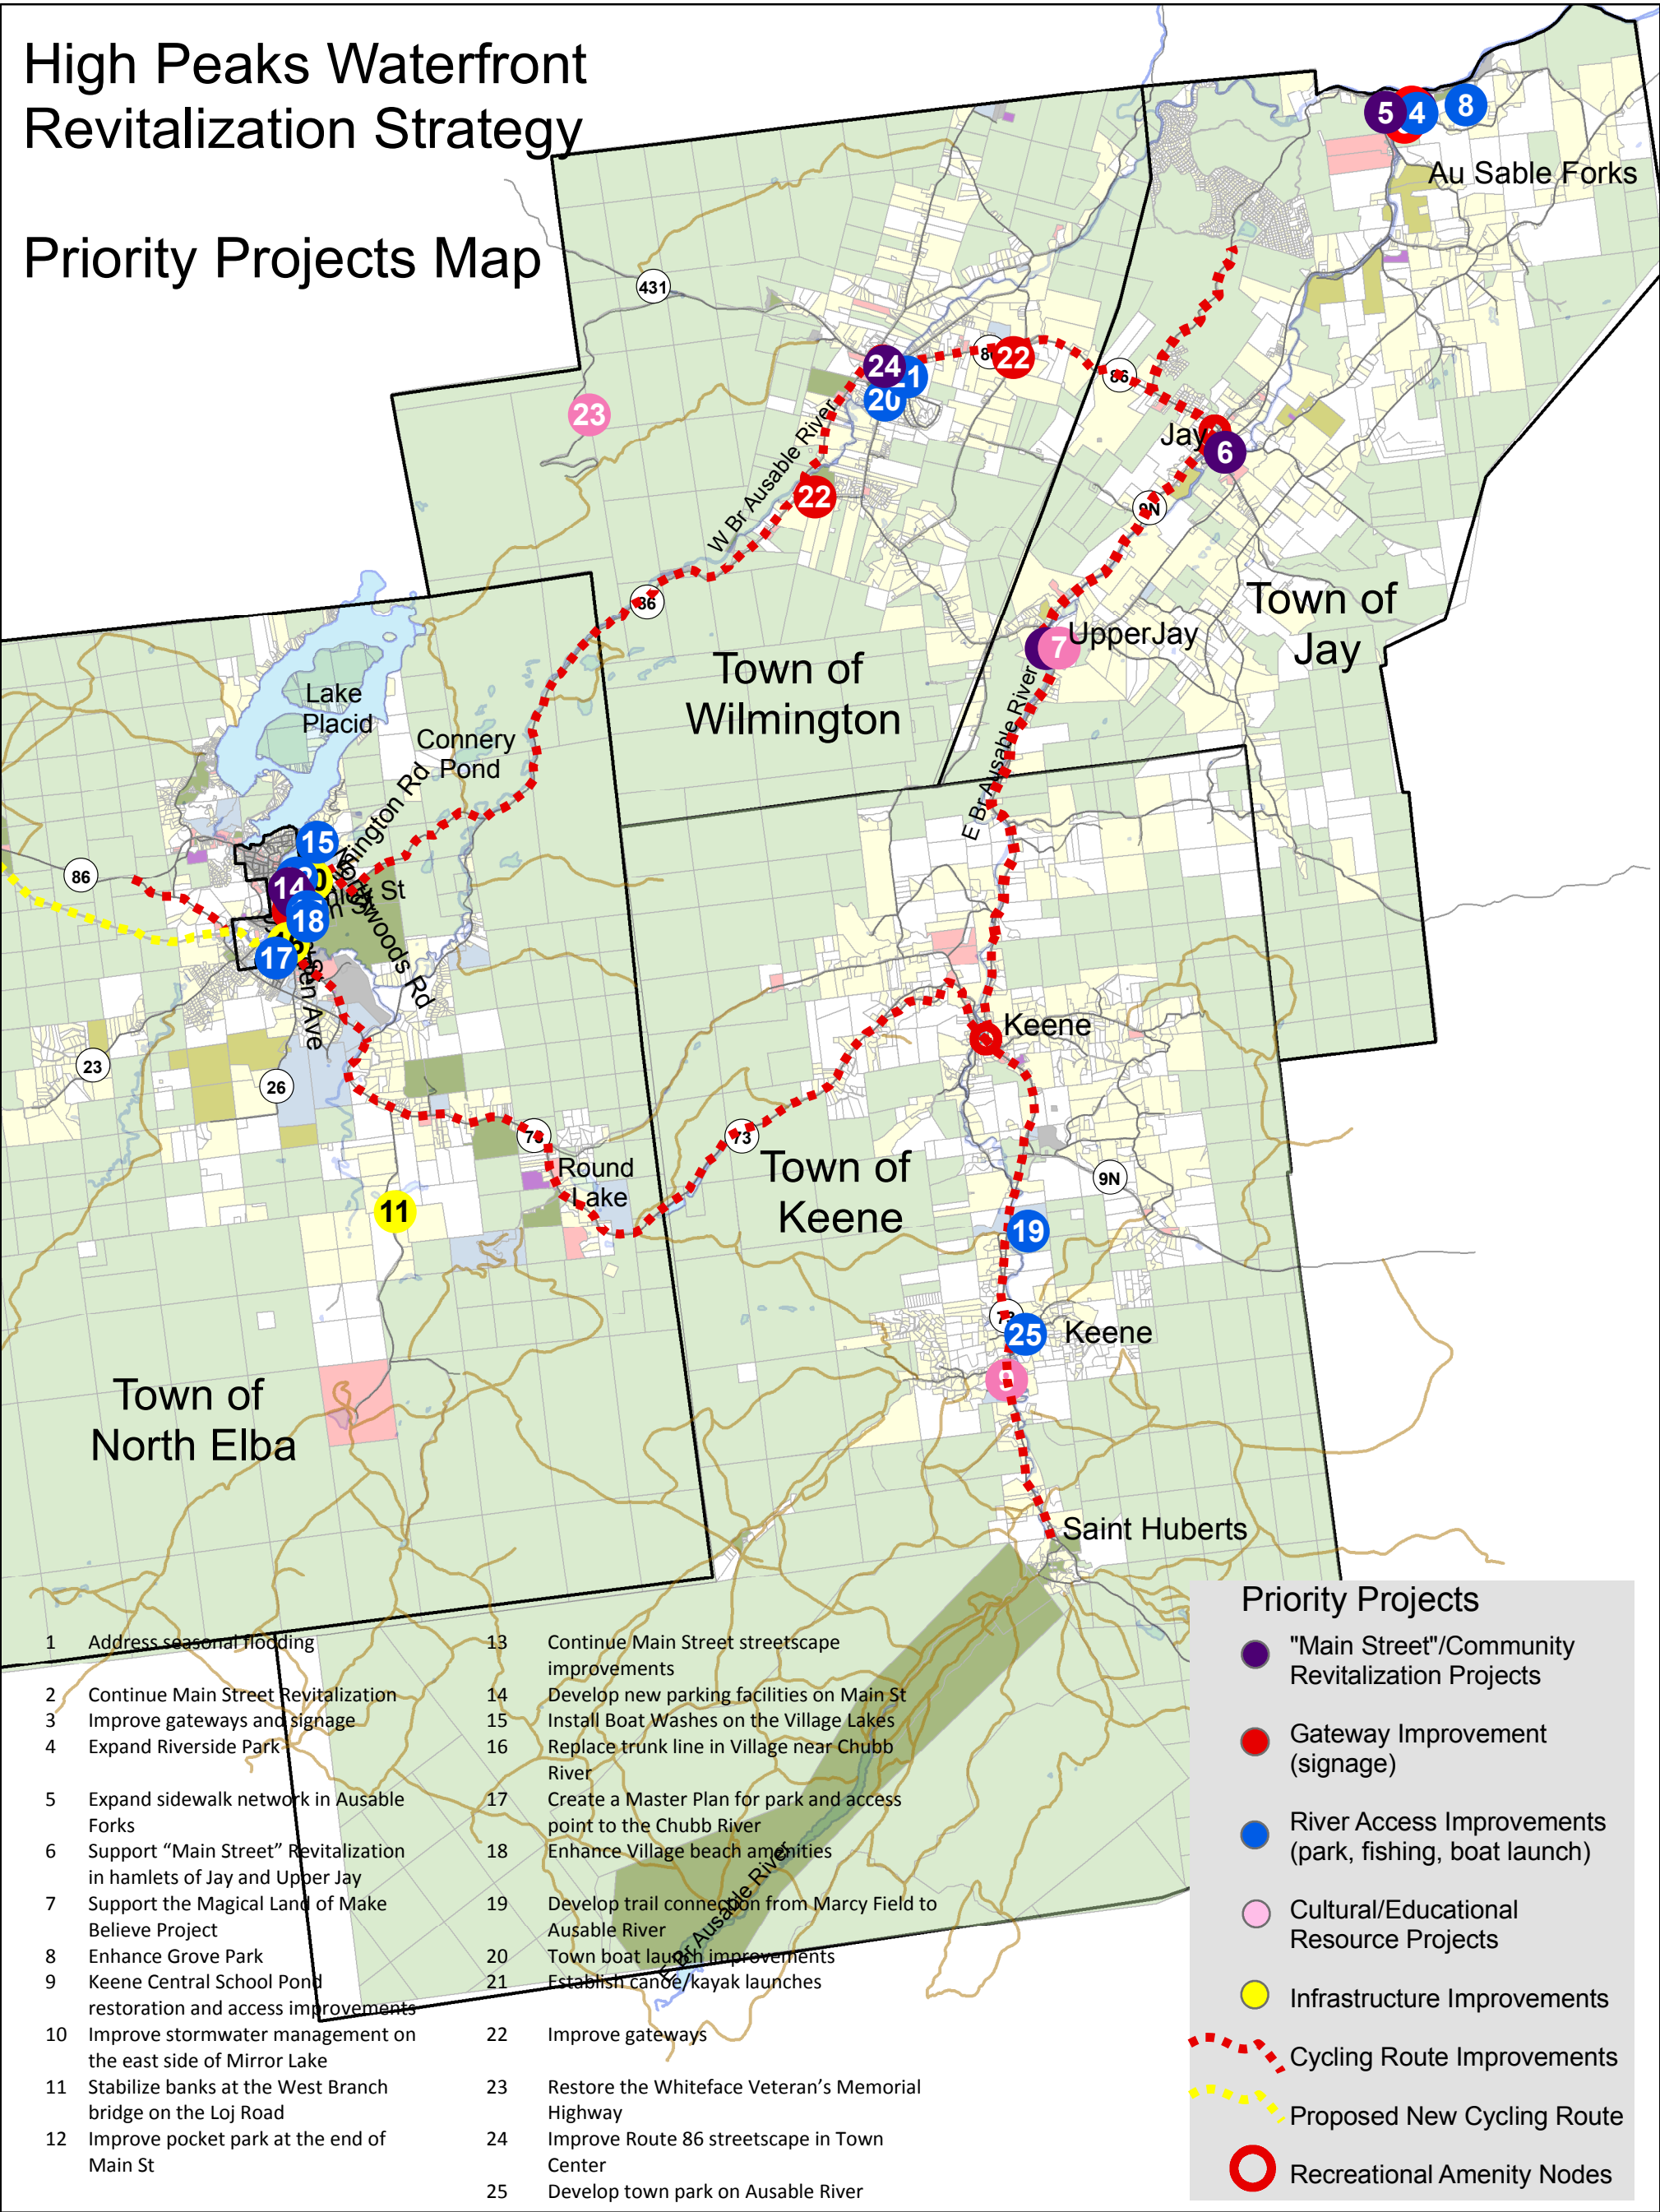 High Peaks Waterfront
Revitalization Strategy
Priority Projects Map
5
4
8
Au Sable Forks
431
24
21
20
8
22
86
23
Jay
6
W Br Ausable River
22
9N
86
Town of
Jay
UpperJay
7
Town of
Wilmington
E Br Ausable River
Lake
Placid
Connery
Pond
15
86
14
18
17
Northwoods Rd
23
26
Keene
73
73
Round
Lake
Town of
Keene
9N
11
19
73
25
Keene
9
Town of
North Elba
Saint Huberts
E Br Ausable River
1 Address seasonal flooding
2 Continue Main Street Revitalization
3 Improve gateways and signage
4 Expand Riverside Park
5 Expand sidewalk network in Ausable
Forks
6 Support “Main Street” Revitalization
in hamlets of Jay and Upper Jay
7 Support the Magical Land of Make
Believe Project
8 Enhance Grove Park
9 Keene Central School Pond
restoration and access improvements
10 Improve stormwater management on
the east side of Mirror Lake
11 Stabilize banks at the West Branch
bridge on the Loj Road
12 Improve pocket park at the end of
Main St
13 Continue Main Street streetscape
improvements
14 Develop new parking facilities on Main St
15 Install Boat Washes on the Village Lakes
16 Replace trunk line in Village near Chubb
River
17 Create a Master Plan for park and access
point to the Chubb River
18 Enhance Village beach amenities
19 Develop trail connection from Marcy Field to
Ausable River
20 Town boat launch improvements
21 Establish canoe/kayak launches
22 Improve gateways
23 Restore the Whiteface Veteran’s Memorial
Highway
24 Improve Route 86 streetscape in Town
Center
25 Develop town park on Ausable River
Priority Projects
"Main Street"/Community
Revitalization Projects
Gateway Improvement
(signage)
River Access Improvements
(park, fishing, boat launch)
Cultural/Educational
Resource Projects
Infrastructure Improvements
Cycling Route Improvements
Proposed New Cycling Route
Recreational Amenity Nodes